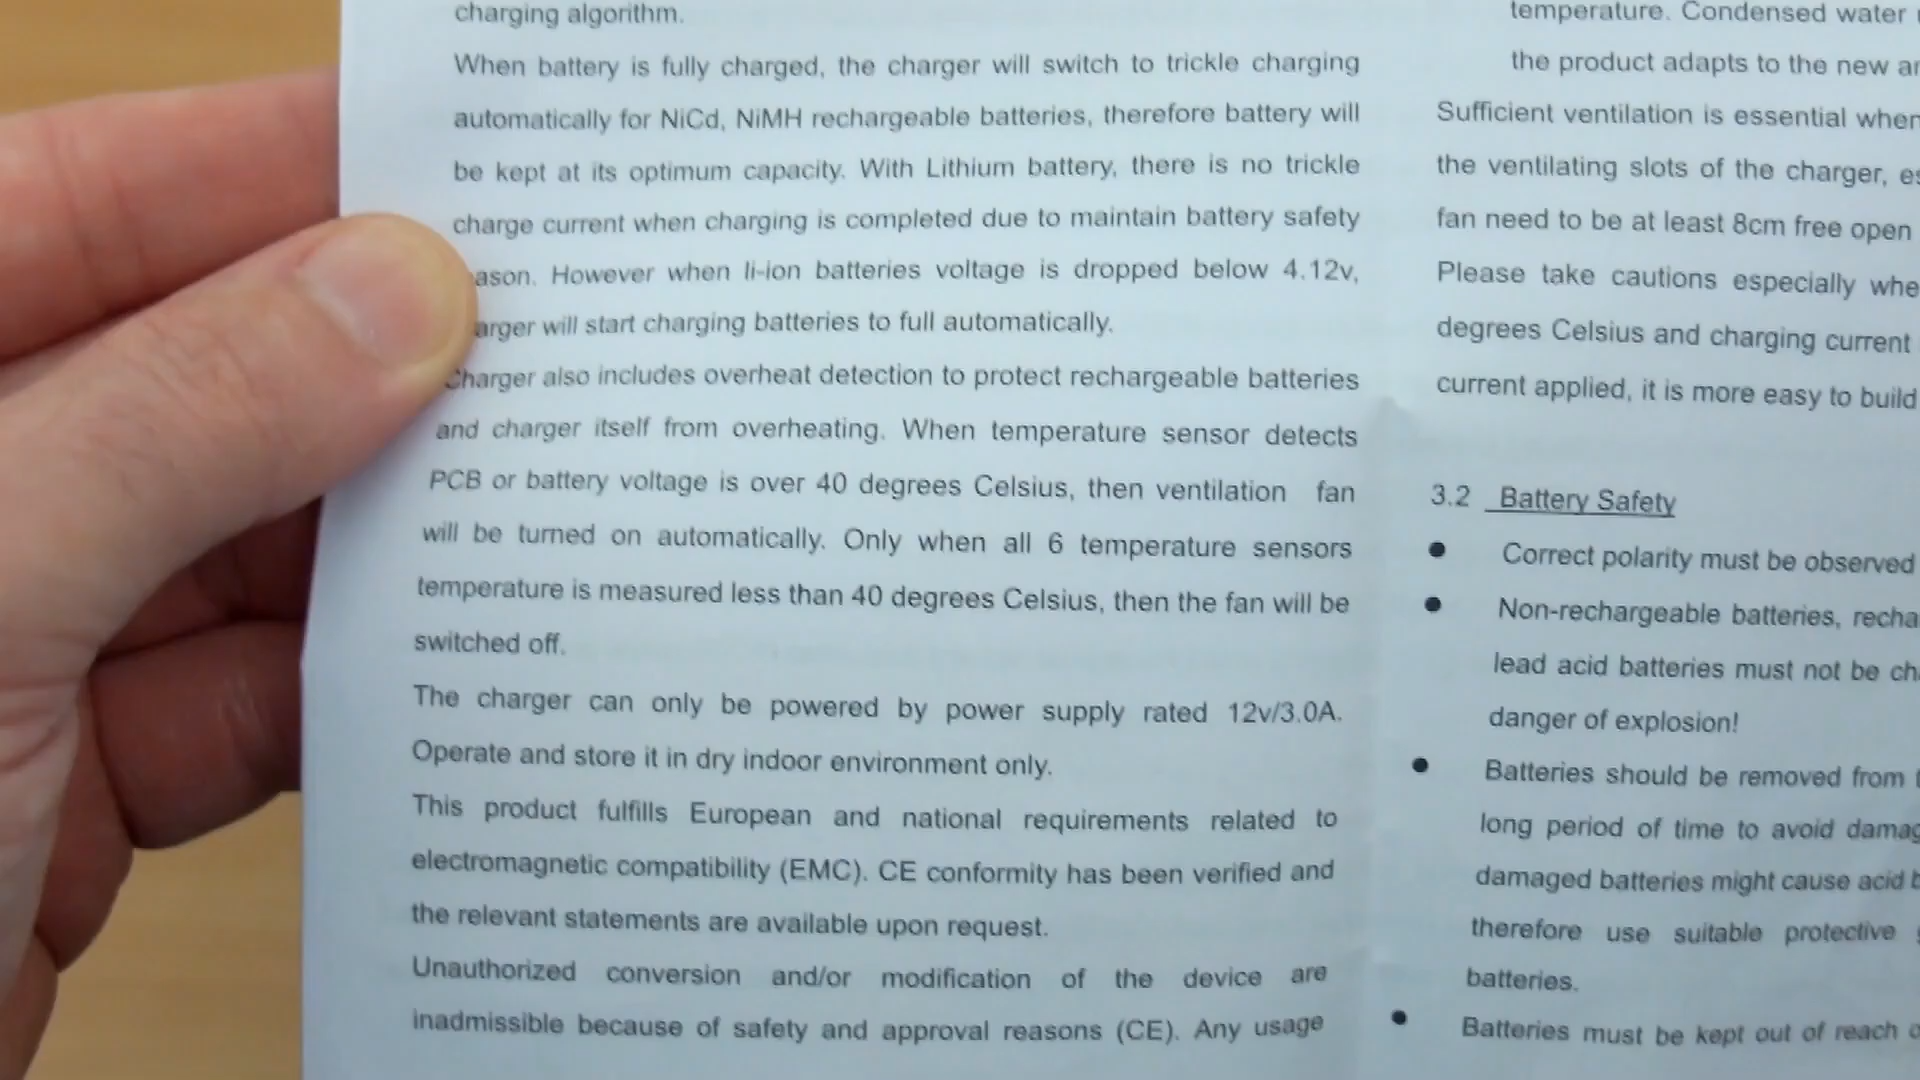 charging algorithm.
When battery is fully charged, the charger will switch to trickle charging
automatically for NiCd, NiMH rechargeable batteries, therefore battery will
be kept at its optimum capacity. With Lithium battery, there is no trickle
charge current when charging is completed due to maintain battery safety
ason. However when li-ion batteries voltage is dropped below 4.12v,
arger will start charging batteries to full automatically.
Charger also includes overheat detection to protect rechargeable batteries
and charger itself from overheating. When temperature sensor detects
PCB or battery voltage is over 40 degrees Celsius, then ventilation fan
will be turned on automatically. Only when all 6 temperature sensors
temperature is measured less than 40 degrees Celsius, then the fan will be
switched off.
The charger can only be powered by power supply rated 12v/3.0A.
Operate and store it in dry indoor environment only.
This product fulfills European and national requirements related to
electromagnetic compatibility (EMC). CE conformity has been verified and
the relevant statements are available upon request.
Unauthorized conversion and/or modification of the device are
inadmissible because of safety and approval reasons (CE). Any usage
temperature. Condensed water
the product adapts to the new
Sufficient ventilation is essential when
the ventilating slots of the charger,
fan need to be at least 8cm free open
Please take cautions especially
degrees Celsius and charging current
current applied, it is more easy to build
3.2 Battery Safety
● Correct polarity must be observed
● Non-rechargeable batteries,
lead acid batteries must not be
danger of explosion!
● Batteries should be removed from
long period of time to avoid
damaged batteries might cause acid
therefore use suitable protective
batteries.
● Batteries must be kept out of reach